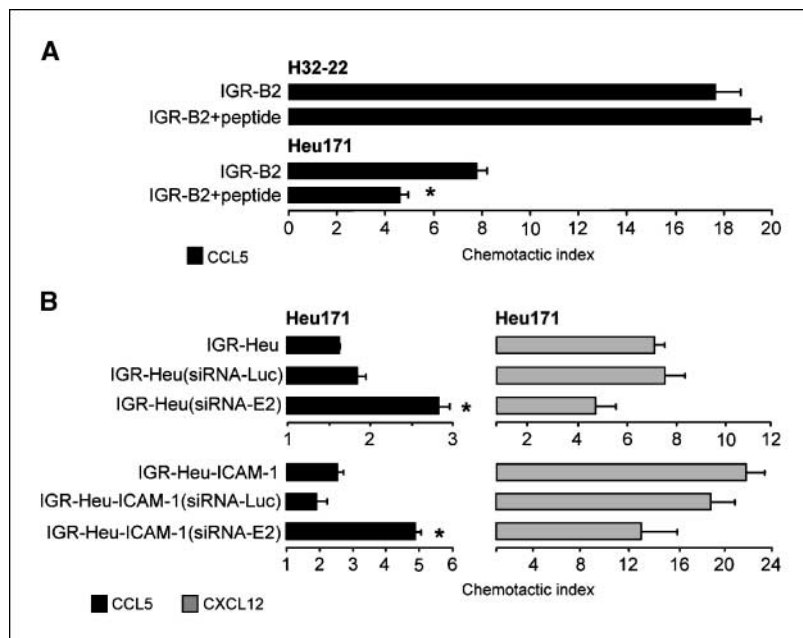 A
H32-22
IGR-B2
IGR-B2+peptide
Heu171
IGR-B2
IGR-B2+peptide
*
0 2 4 6 8 10 12 14 16 18 20
CCL5
Chemotactic index
B
Heu171 Heu171
IGR-Heu
IGR-Heu(siRNA-Luc)
IGR-Heu(siRNA-E2)
*
1 2 3 2 4 6 8 10 12
IGR-Heu-ICAM-1
IGR-Heu-ICAM-1(siRNA-Luc)
IGR-Heu-ICAM-1(siRNA-E2)
*
1 2 3 4 5 6 4 8 12 16 20 24
CCL5 CXCL12
Chemotactic index